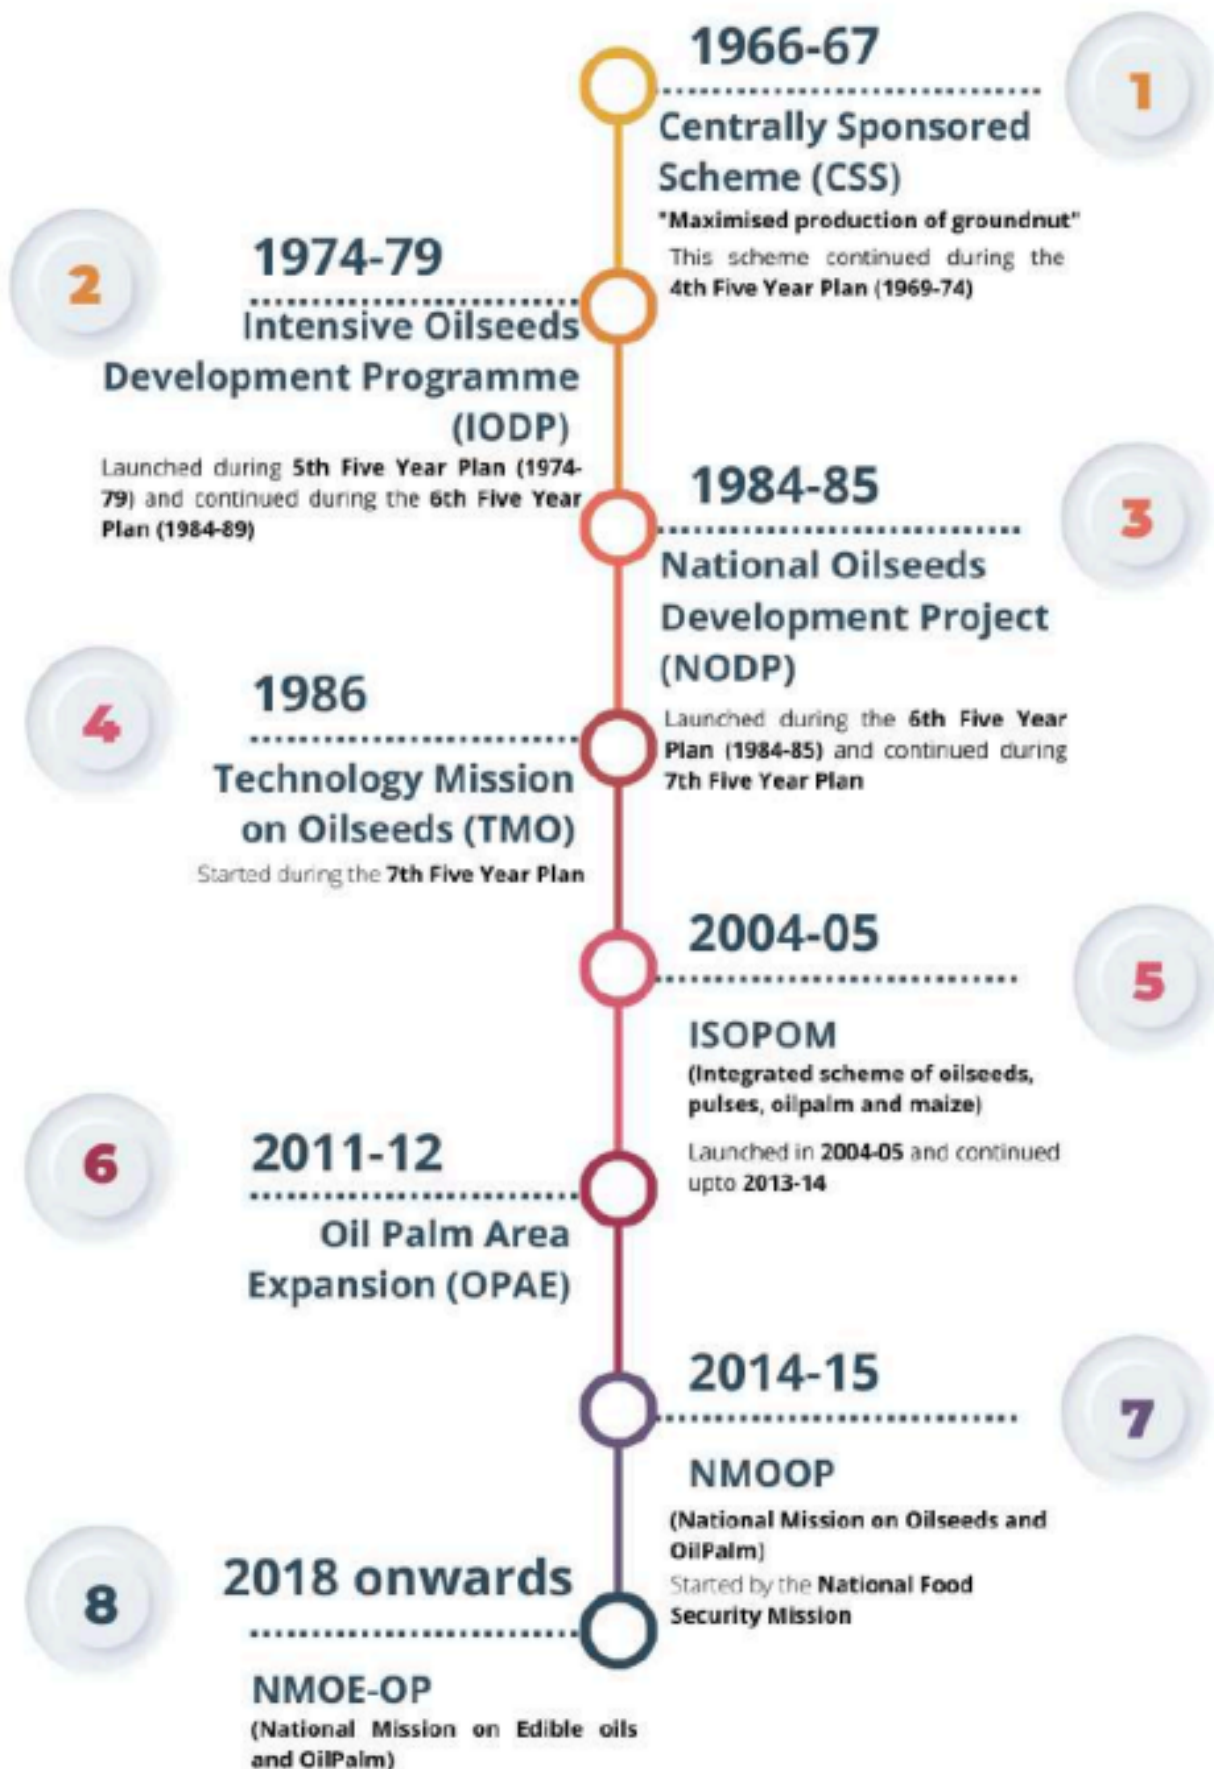 1966-67
1
Centrally Sponsored
Scheme (CSS)
"Maximised production of groundnut"
This scheme continued during the
4th Five Year Plan (1969-74)
2
1974-79
Intensive Oilseeds
Development Programme
(IODP)
Launched during 5th Five Year Plan (1974-
79) and continued during the 6th Five Year
Plan (1984-89)
1984-85
3
National Oilseeds
Development Project
(NODP)
Launched during the 6th Five Year
Plan (1984-85) and continued during
7th Five Year Plan
4
1986
Technology Mission
on Oilseeds (TMO)
Started during the 7th Five Year Plan
2004-05
5
ISOPOM
(Integrated scheme of oilseeds,
pulses, oilpalm and maize)
Launched in 2004-05 and continued
upto 2013-14
6
2011-12
Oil Palm Area
Expansion (OPAE)
2014-15
7
NMOOP
(National Mission on Oilseeds and
OilPalm)
Started by the National Food
Security Mission
8
2018 onwards
NMOE-OP
(National Mission on Edible oils
and OilPalm)